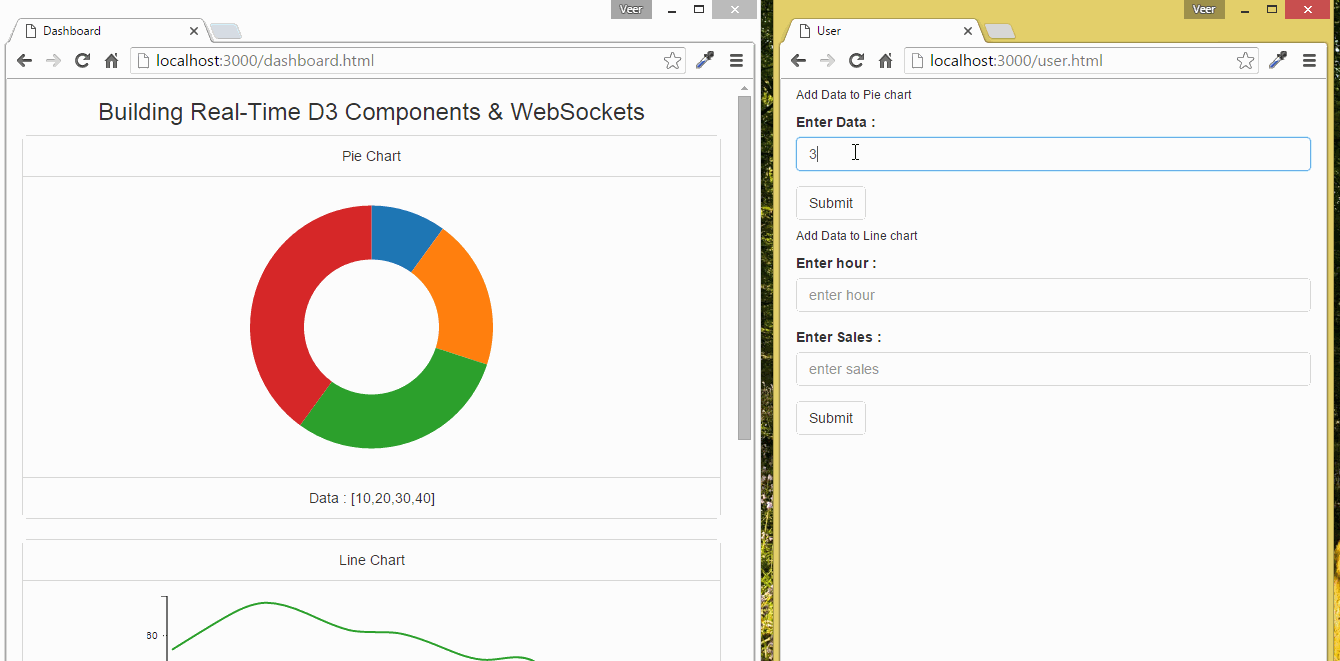 Veer
Dashboard
localhost:3000/dashboard.html
Building Real-Time D3 Components & WebSockets
Pie Chart
Data : [10,20,30,40]
Line Chart
80
Veer
User
localhost:3000/user.html
Add Data to Pie chart
Enter Data :
3
Submit
Add Data to Line chart
Enter hour :
enter hour
Enter Sales :
enter sales
Submit